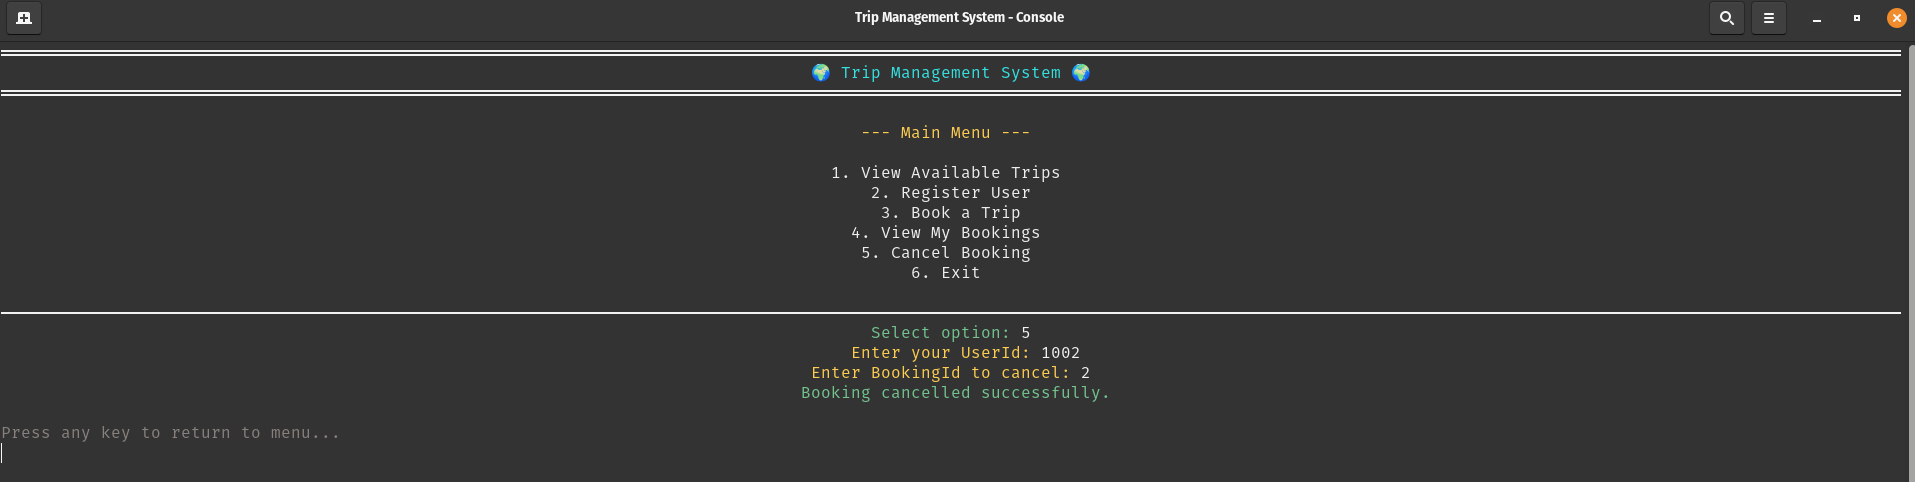 Trip Management System - Console
🌍 Trip Management System 🌍
--- Main Menu ---
1. View Available Trips
2. Register User
3. Book a Trip
4. View My Bookings
5. Cancel Booking
6. Exit
Select option: 5
Enter your UserId: 1002
Enter BookingId to cancel: 2
Booking cancelled successfully.
Press any key to return to menu...